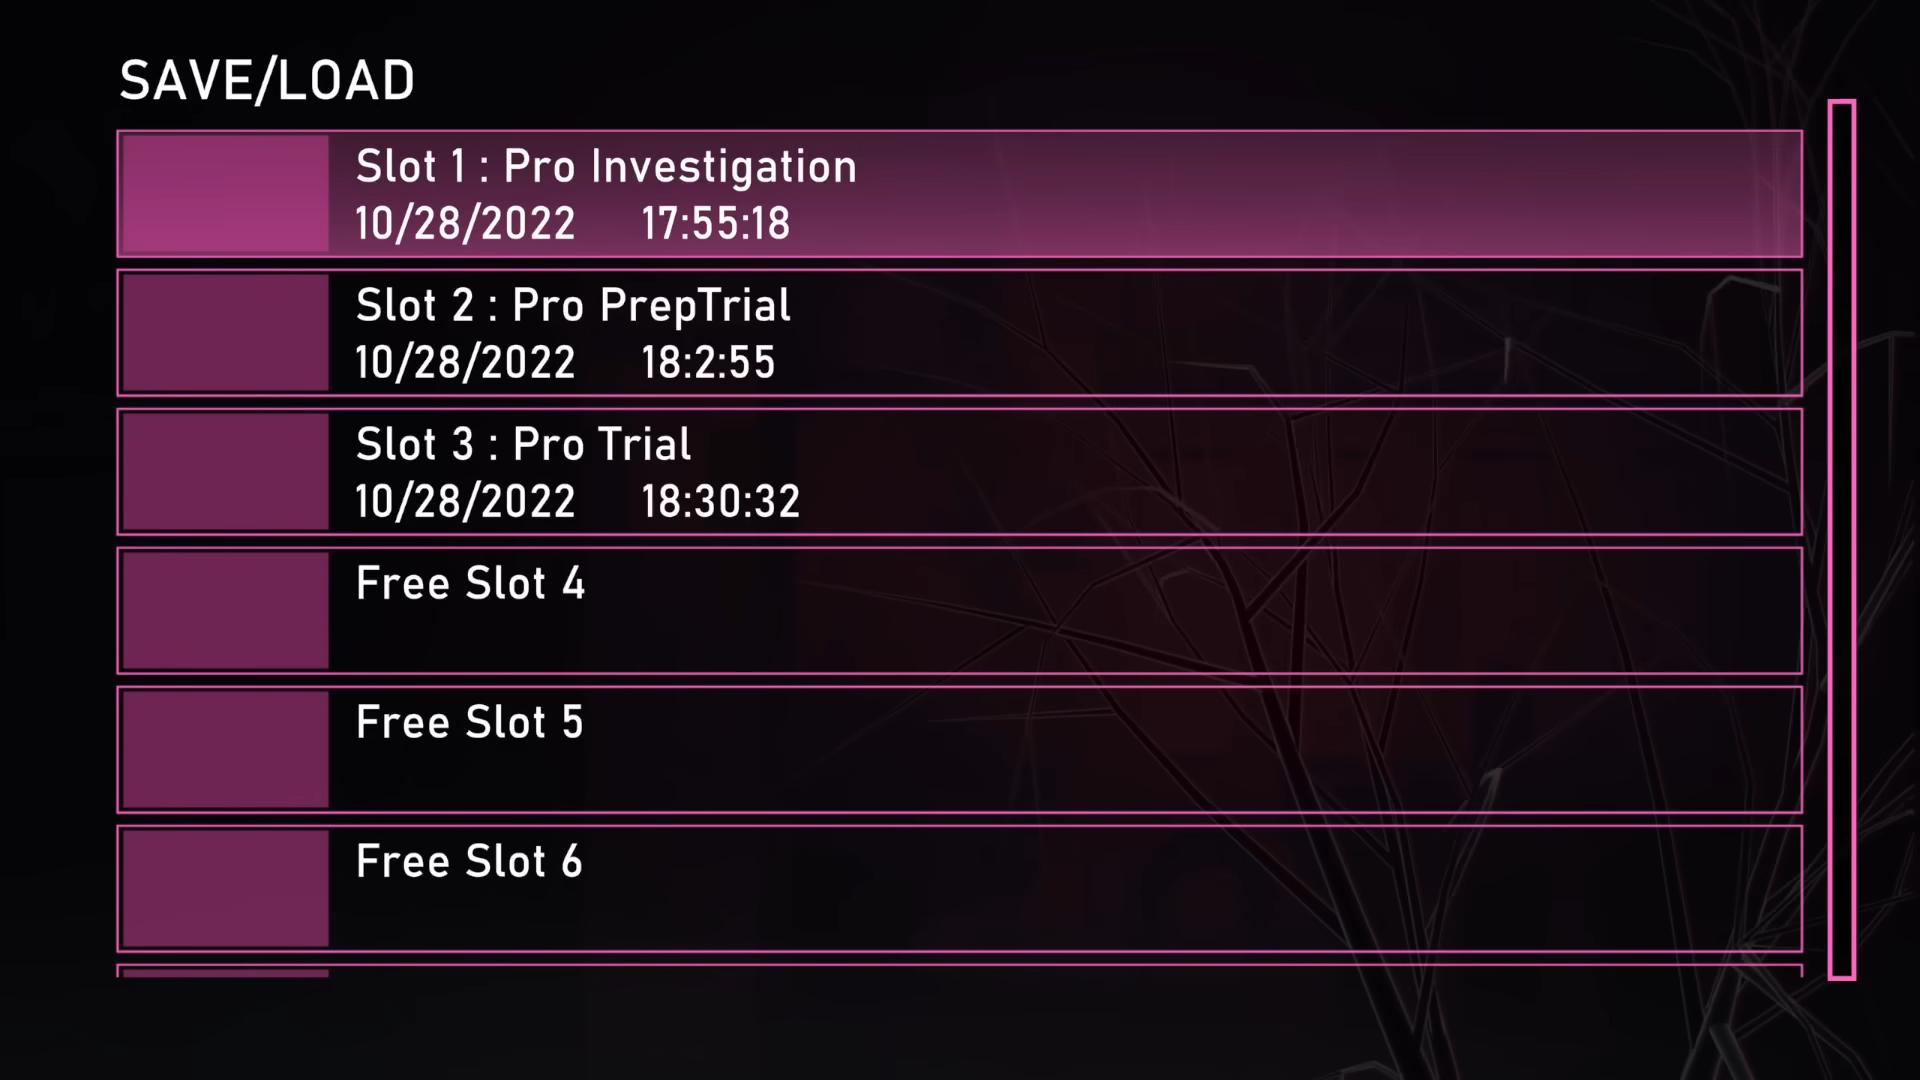 SAVE/LOAD
Slot 1 : Pro Investigation
10/28/2022 17:55:18
Slot 2 : Pro PrepTrial
10/28/2022 18:2:55
Slot 3 : Pro Trial
10/28/2022 18:30:32
Free Slot 4
Free Slot 5
Free Slot 6